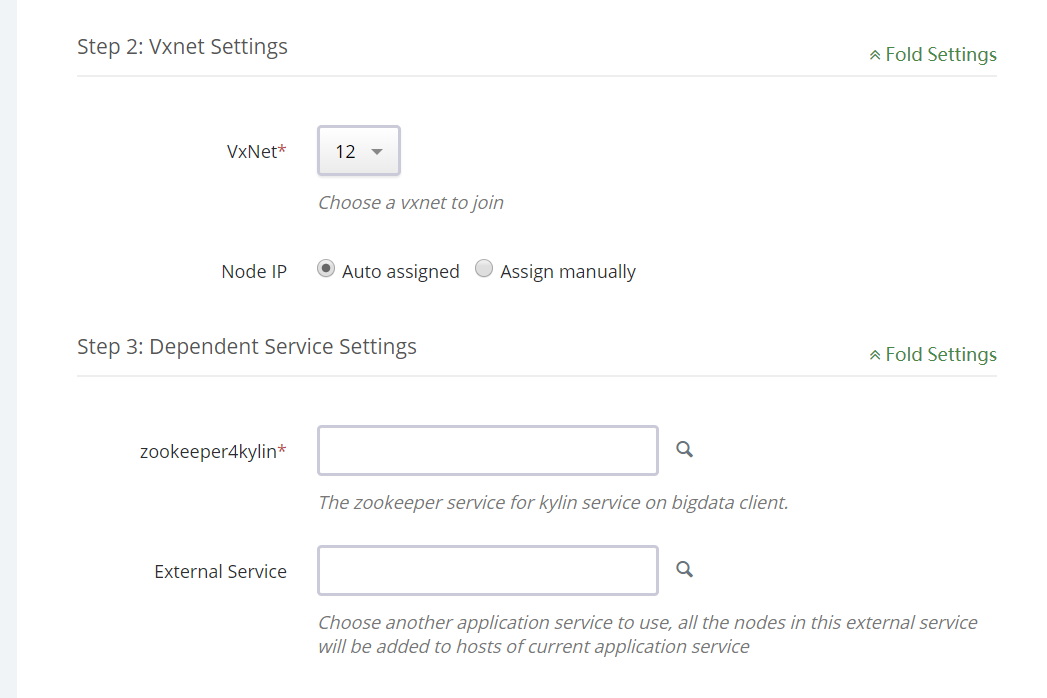 Step 2: Vxnet Settings
Fold Settings
VxNet*
12
Choose a vxnet to join
Node IP
Auto assigned
Assign manually
Step 3: Dependent Service Settings
Fold Settings
zookeeper4kylin*
The zookeeper service for kylin service on bigdata client.
External Service
Choose another application service to use, all the nodes in this external service
will be added to hosts of current application service